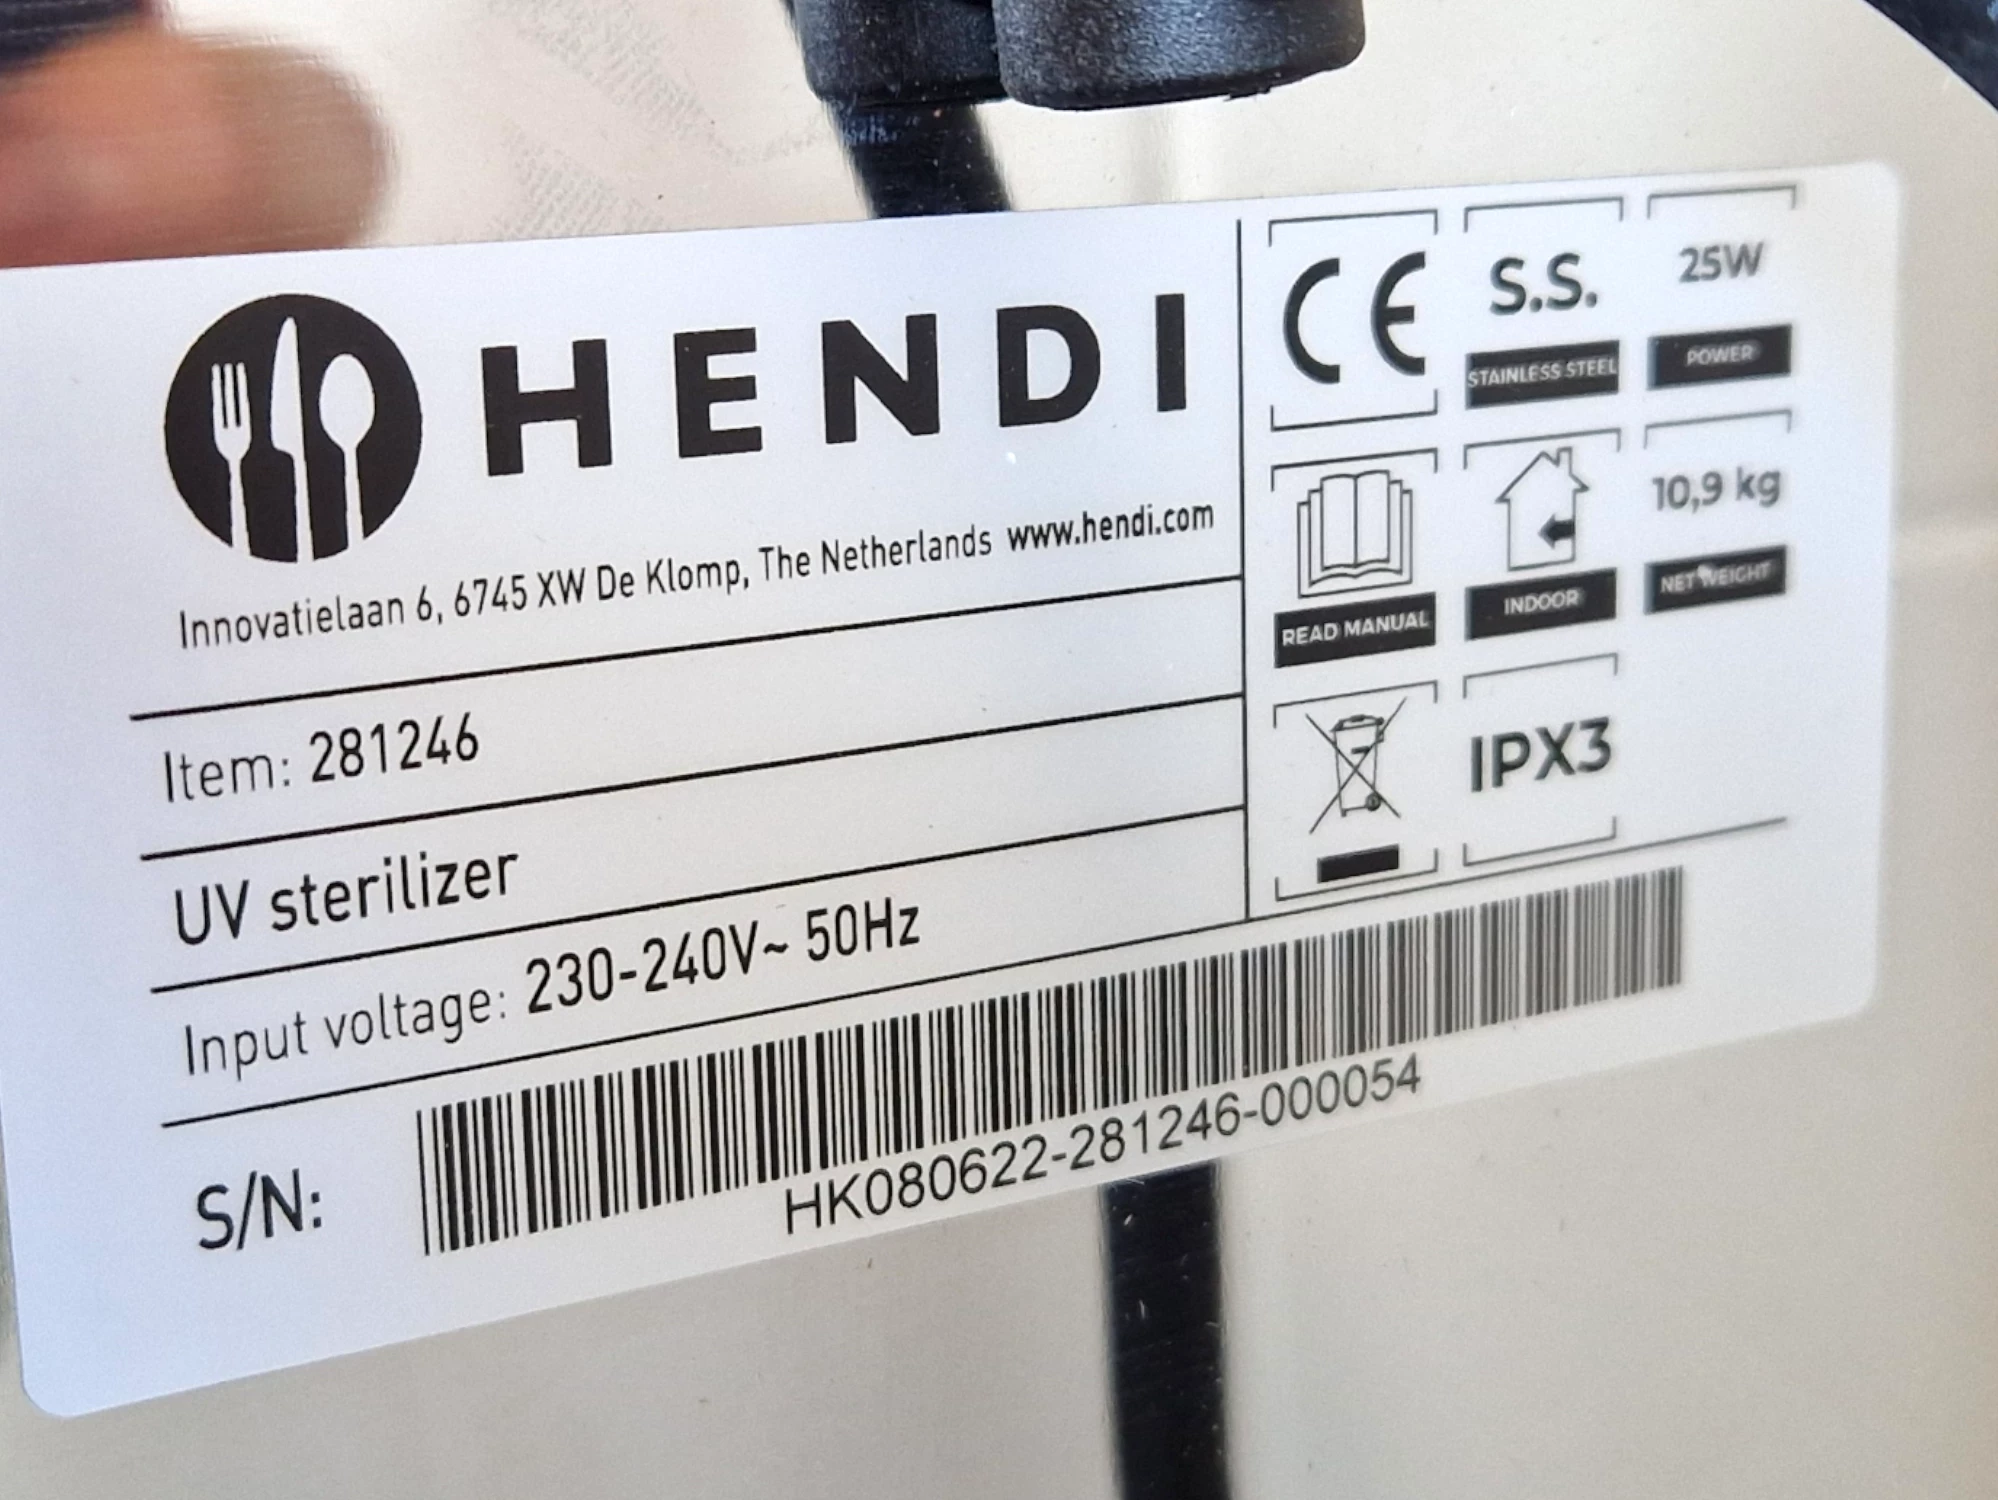 HENDI
Innovatielaan 6, 6745 XW De Klomp, The Netherlands www.hendi.com
Item: 281246
UV sterilizer
Input voltage: 230-240V~ 50Hz
S/N:
HK080622-281246-000054
CE
S.S.
STAINLESS STEEL
25W
POWER
READ MANUAL
INDOOR
10,9 kg
NET WEIGHT
IPX3